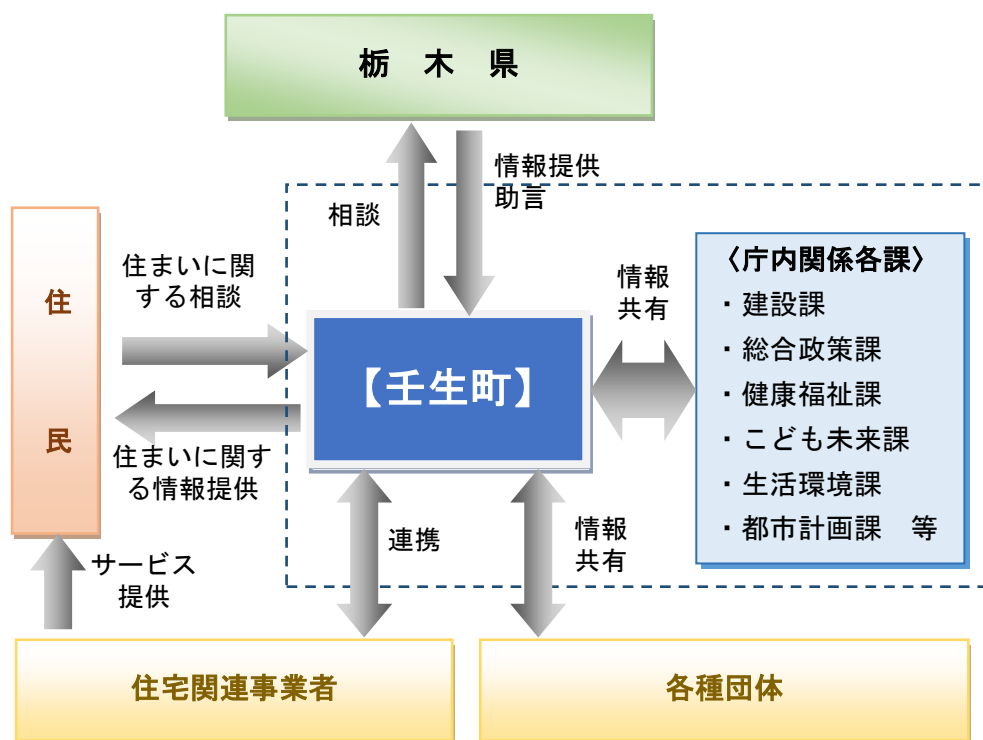 栃　木　県
情報提供
助言
相談
住
民
住まいに関
する相談
情報
共有
〈庁内関係各課〉
・建設課
・総合政策課
・健康福祉課
・こども未来課
・生活環境課
・都市計画課　等
【壬生町】
住まいに関す
る情報提供
連携
情報
共有
サービス
提供
住宅関連事業者
各種団体